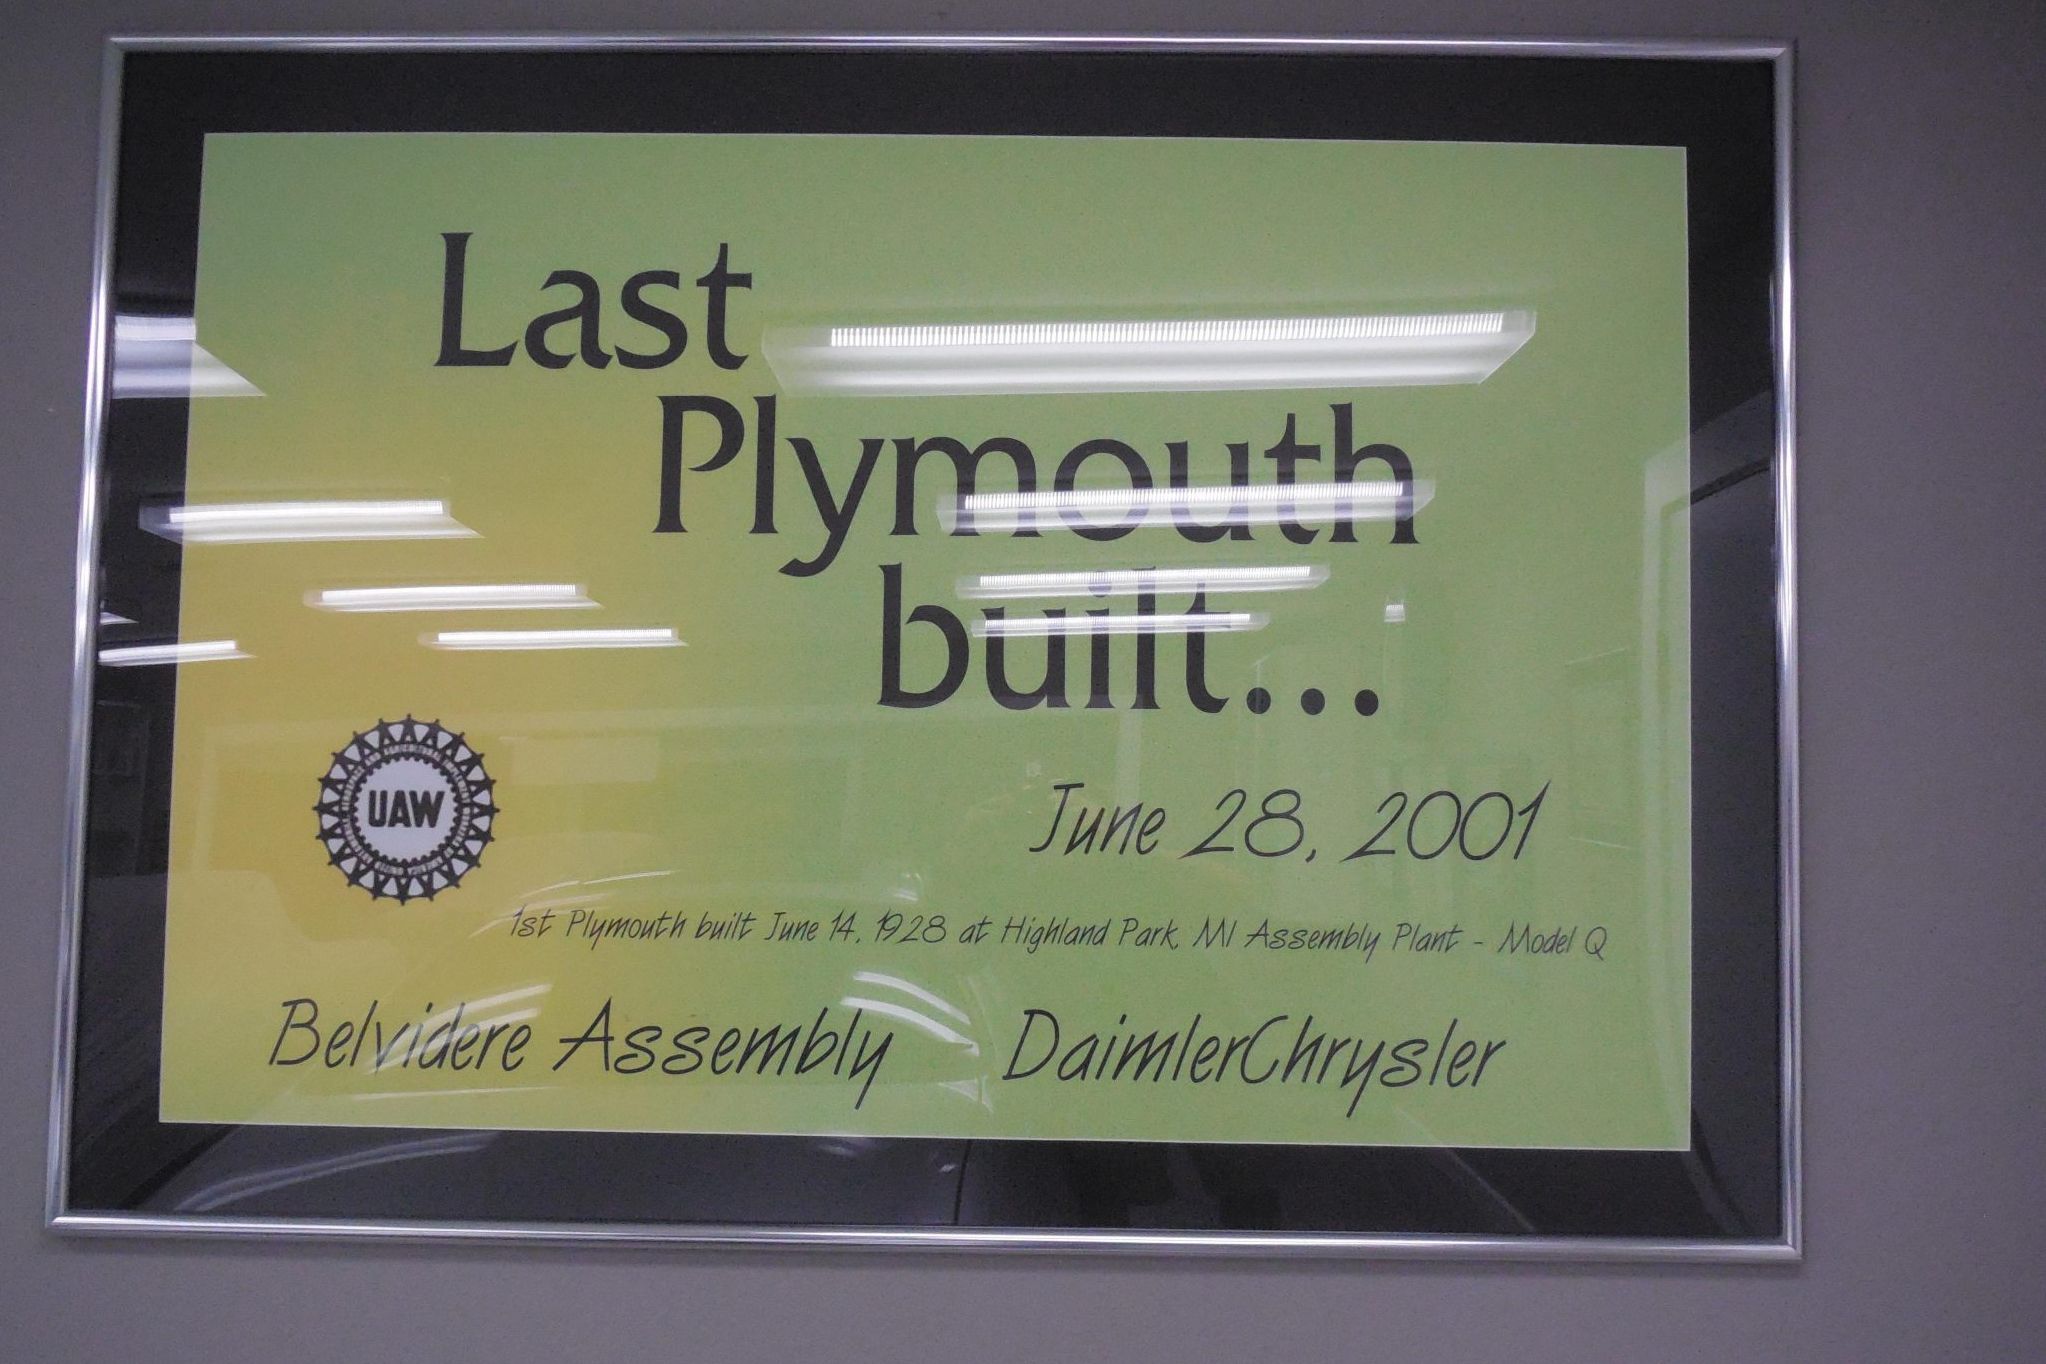 Last
Plymouth
built...
June 28, 2001
UAW
1st Plymouth built June 14, 1928 at Highland Park, MI Assembly Plant - Model Q
Belvidere Assembly DaimlerChrysler